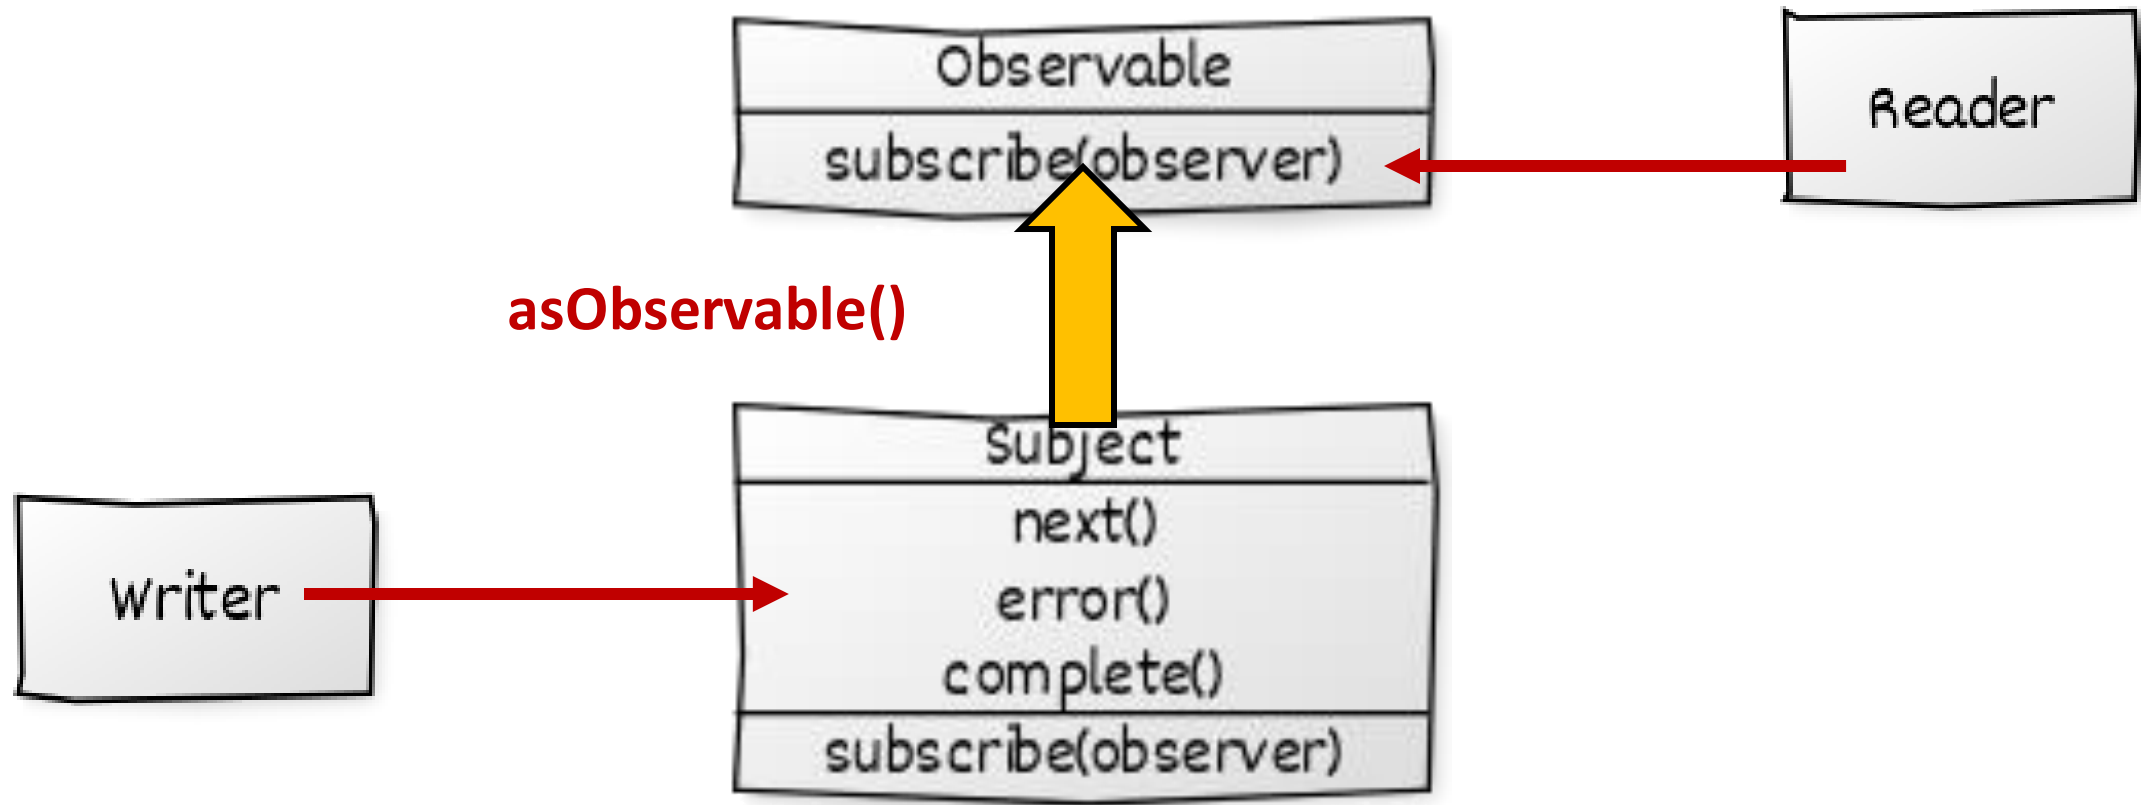 Observable
subscribe(observer)
Reader
asObservable()
Subject
next()
error()
complete()
subscribe(observer)
Writer